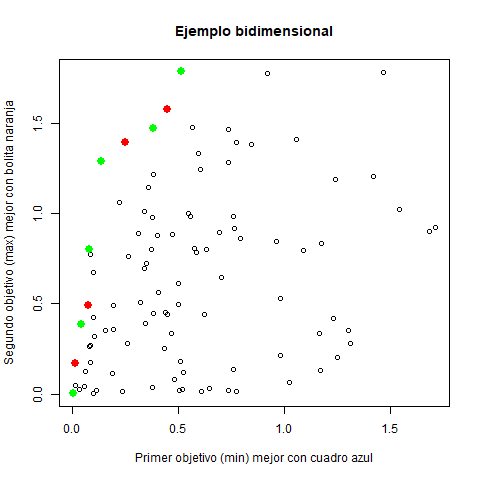 Ejemplo bidimensional
Segundo objetivo (max) mejor con bolita naranja
1.5
1.0
0.5
0.0
0.0 0.5 1.0 1.5
Primer objetivo (min) mejor con cuadro azul